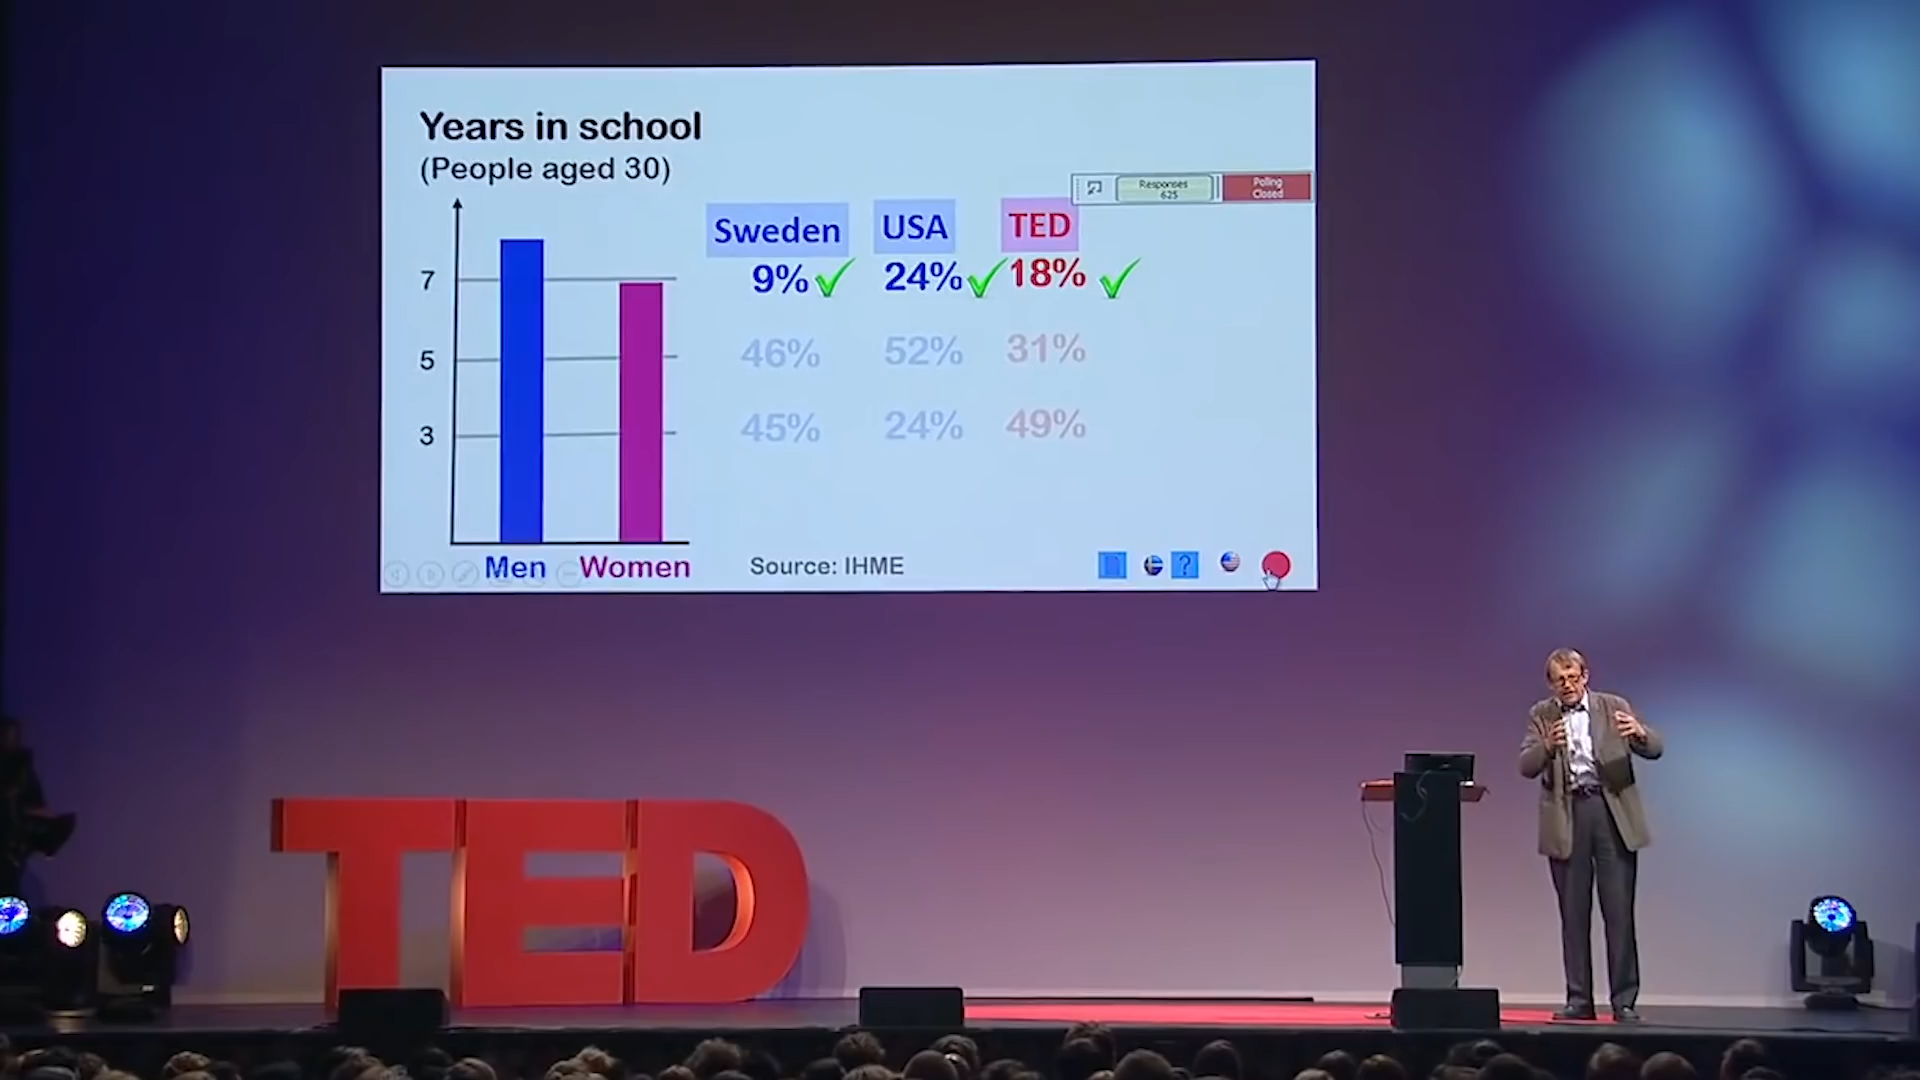 Years in school
(People aged 30)
Responses
625
Polling
Closed
Sweden USA TED
9% 24% 18%
7
46% 52% 31%
5
45% 24% 49%
3
Men Women
Source: IHME
?
TED